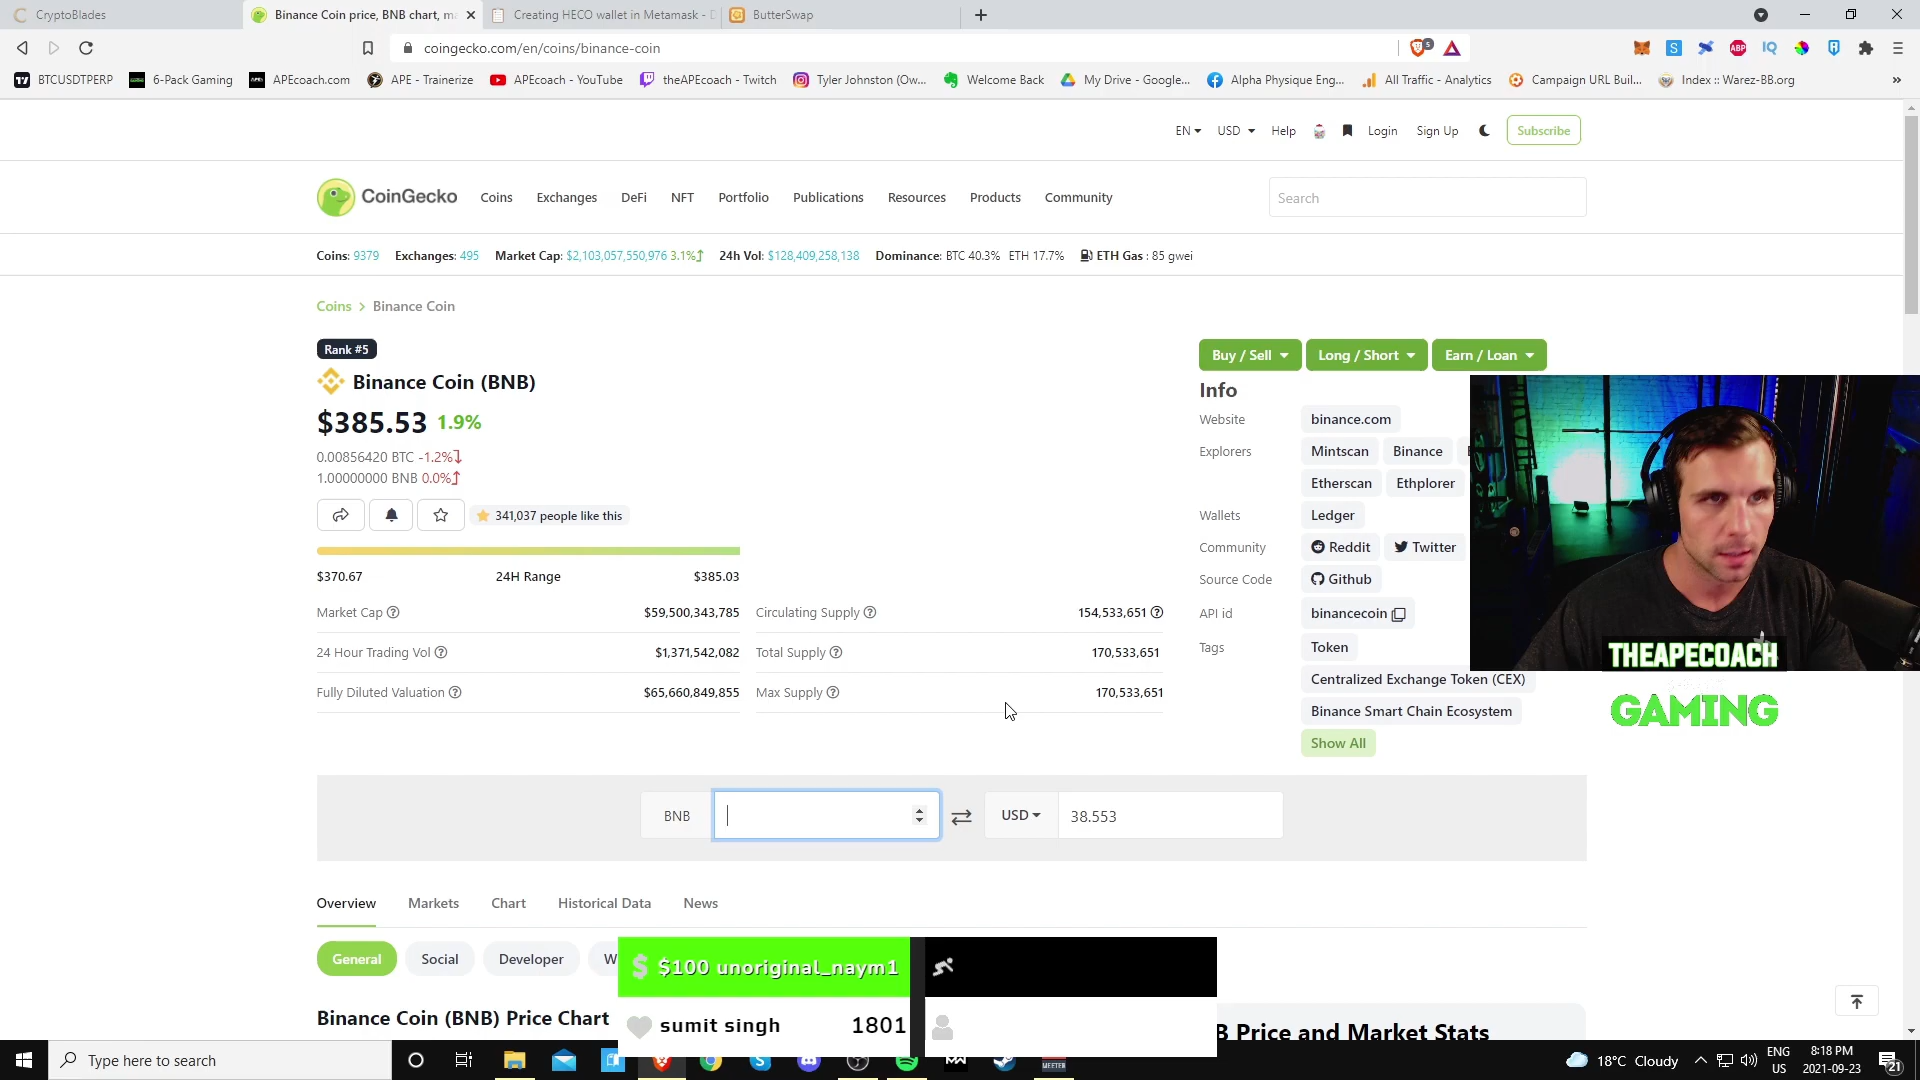 CryptoBlades
Binance Coin price, BNB chart, ma
Creating HECO wallet in Metamask - D
ButterSwap
coingecko.com/en/coins/binance-coin
BTCUSDTPERP
6-Pack Gaming
APEcoach.com
APE - Trainerize
APEcoach - YouTube
theAPEcoach - Twitch
Tyler Johnston (Ow...
Welcome Back
My Drive - Google...
Alpha Physique Eng...
All Traffic - Analytics
Campaign URL Buil...
Index :: Warez-BB.org
EN
USD
Help
Login
Sign Up
Subscribe
CoinGecko
Coins
Exchanges
DeFi
NFT
Portfolio
Publications
Resources
Products
Community
Search
Coins: 9379 Exchanges: 495 Market Cap: $2,103,057,550,976 3.1% 24h Vol: $128,409,258,138 Dominance: BTC 40.3% ETH 17.7% ETH Gas : 85 gwei
Coins > Binance Coin
Rank #5
Binance Coin (BNB)
$385.53 1.9%
0.00856420 BTC -1.2%
1.00000000 BNB 0.0%
341,037 people like this
$370.67 24H Range $385.03
Market Cap $59,500,343,785
Circulating Supply 154,533,651
24 Hour Trading Vol $1,371,542,082
Total Supply 170,533,651
Fully Diluted Valuation $65,660,849,855
Max Supply 170,533,651
Buy / Sell
Long / Short
Earn / Loan
Info
Website binance.com
Explorers Mintscan Binance
Etherscan Ethplorer
Wallets Ledger
Community Reddit Twitter
Source Code Github
API id binancecoin
Tags Token
Centralized Exchange Token (CEX)
Binance Smart Chain Ecosystem
Show All
THEAPECOACH
GAMING
BNB
USD
38.553
Overview
Markets
Chart
Historical Data
News
General
Social
Developer
W
$100 unoriginal_naym1
sumit singh 1801
Binance Coin (BNB) Price Chart
B Price and Market Stats
Type here to search
18°C Cloudy
ENG
US
8:18 PM
2021-09-23
21